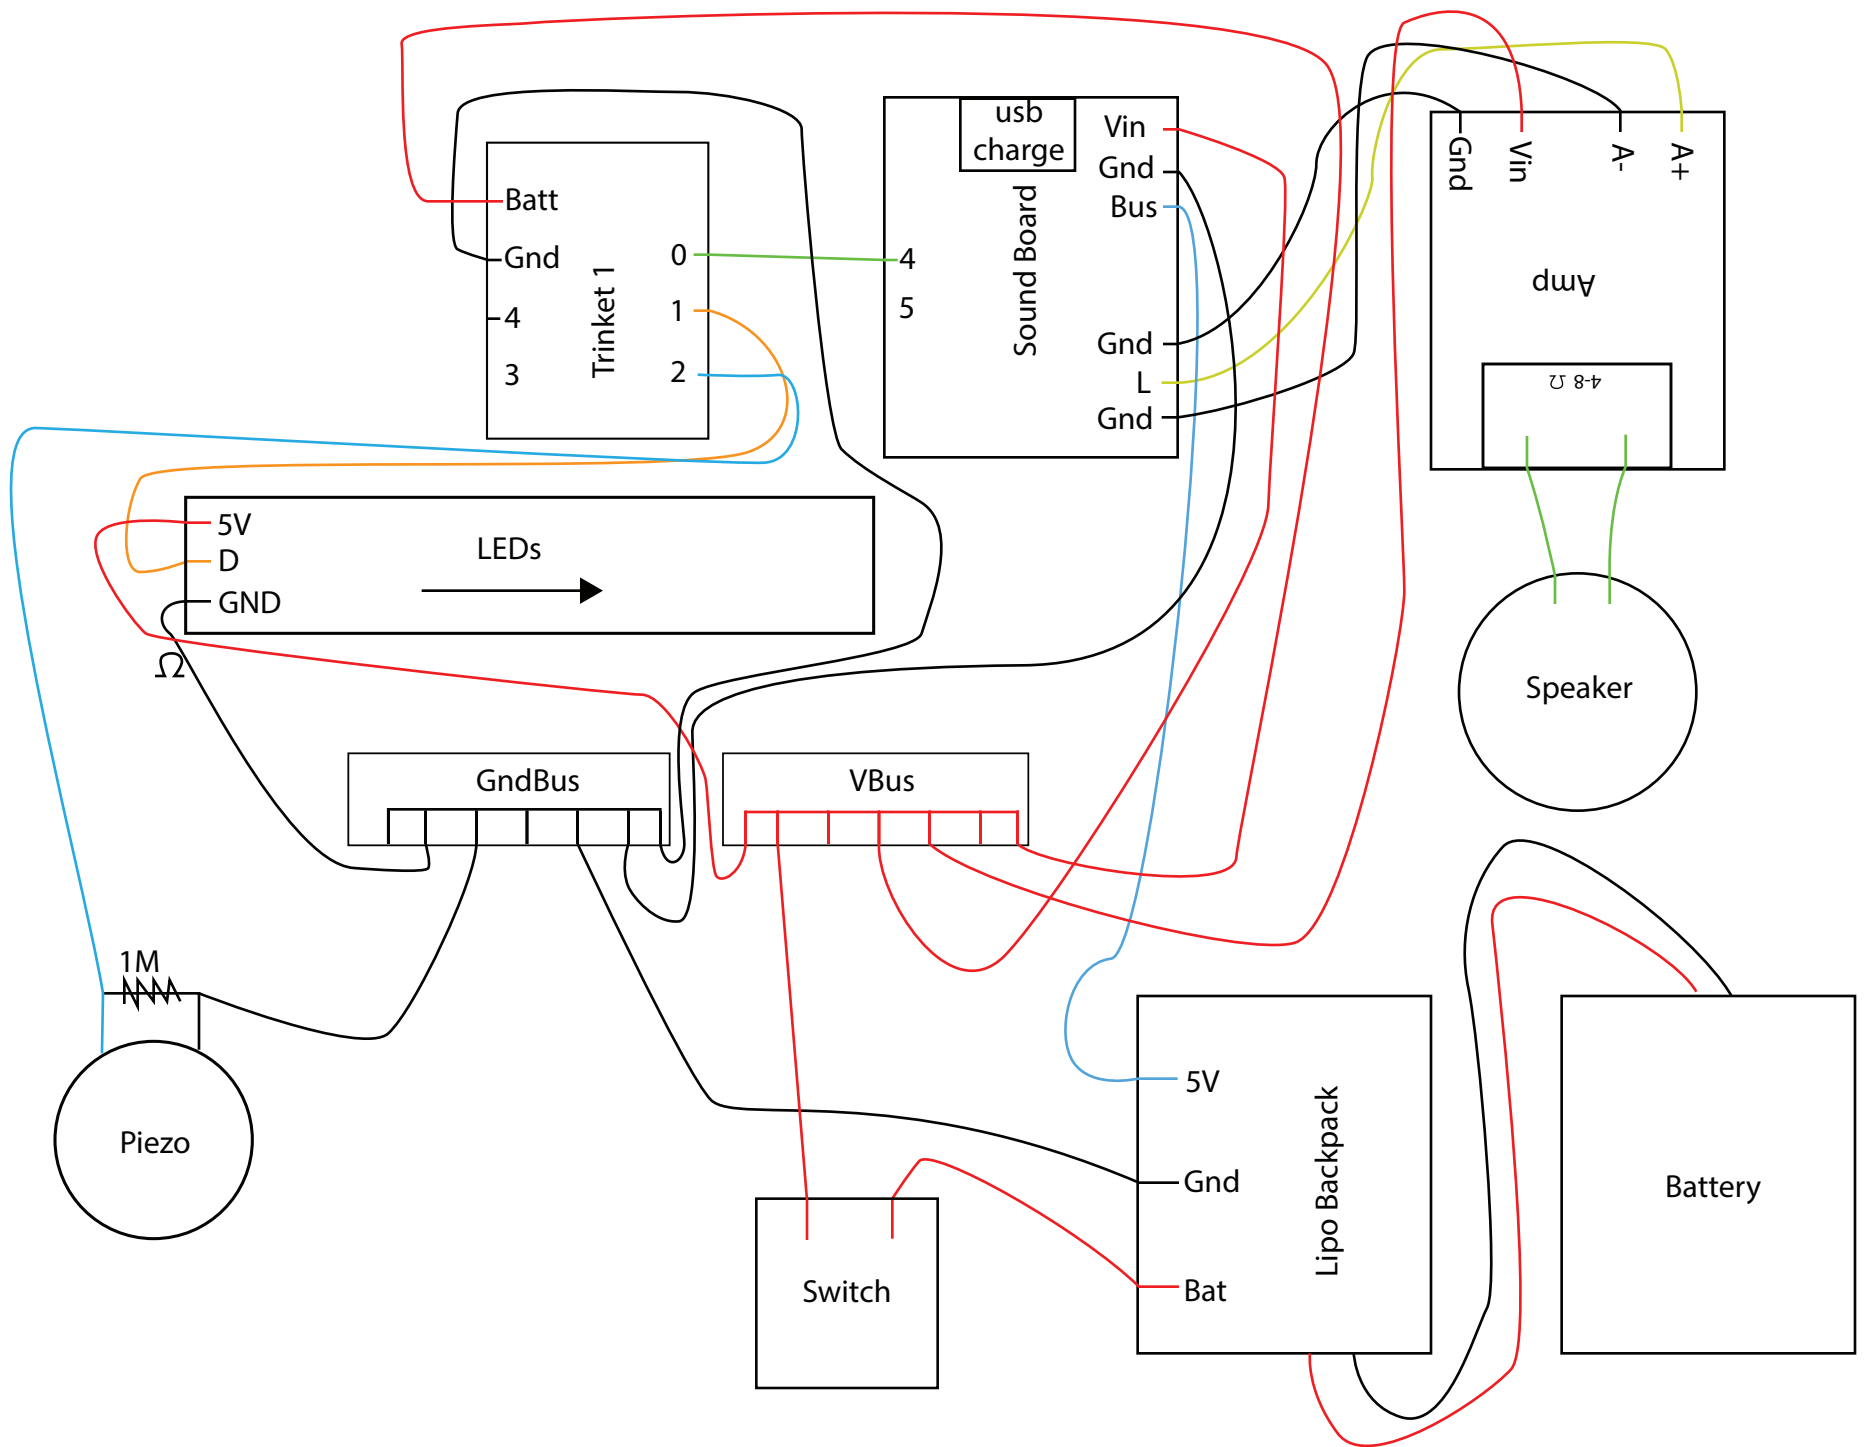 usb
charge
Vin
Gnd
Bus
Sound Board
4
5
Gnd
L
Gnd
Batt
Gnd
4
3
Trinket 1
0
1
2
Gnd
Vin
A-
A+
Amp
4-8 Ω
5V
D
GND
LEDs
Ω
Speaker
GndBus
VBus
1M
Piezo
Switch
5V
Gnd
Bat
Lipo Backpack
Battery